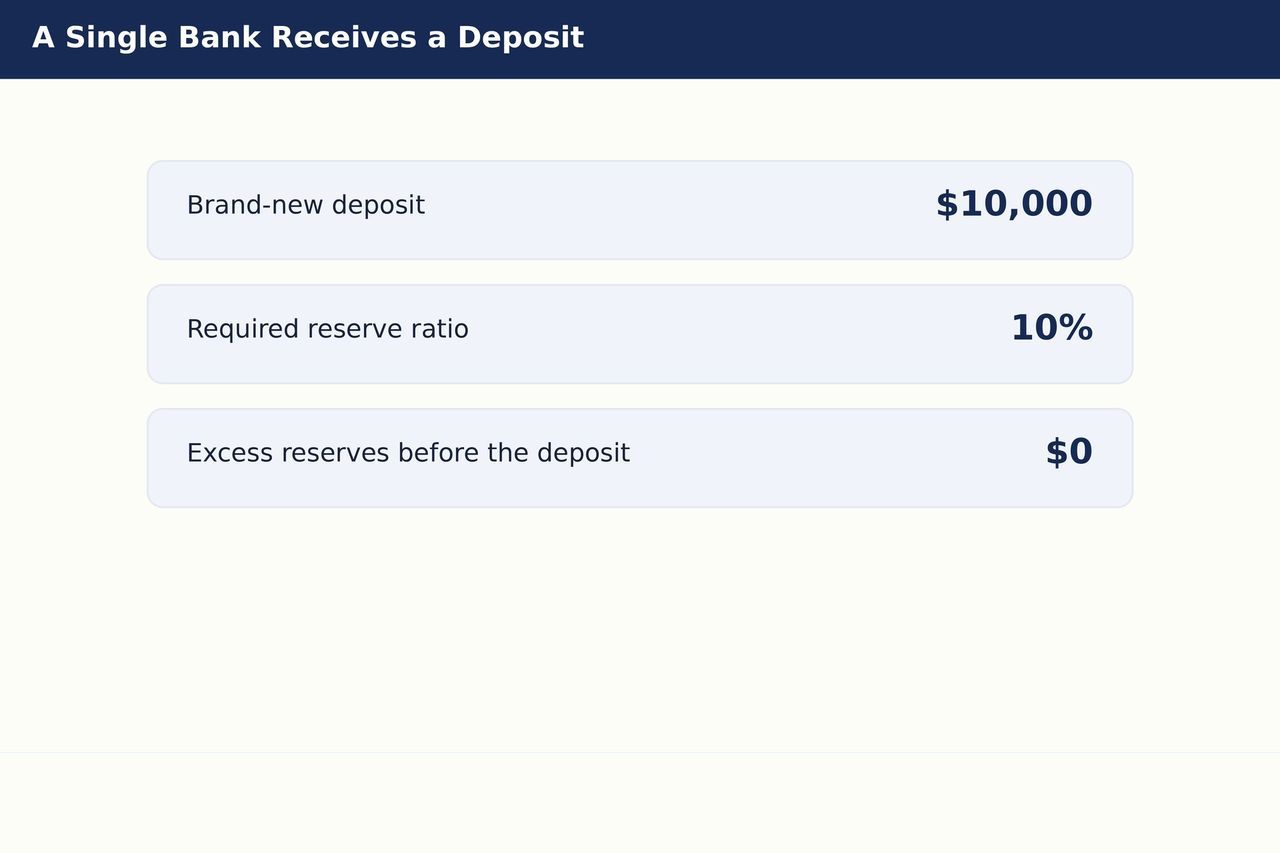 A Single Bank Receives a Deposit
Brand-new deposit $10,000
Required reserve ratio 10%
Excess reserves before the deposit $0